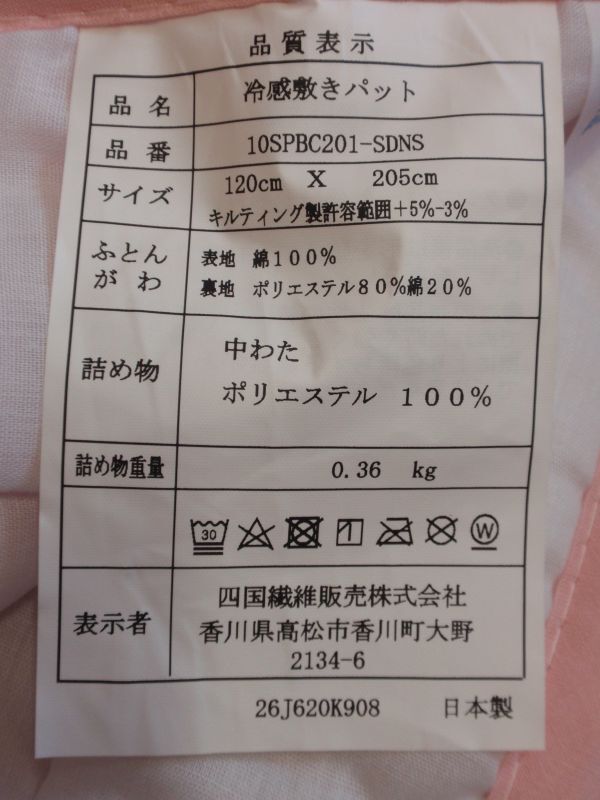 品質表示
品名 冷感敷きパット
品番 10SPBC201-SDNS
サイズ 120cm X 205cm
キルティング製許容範囲+5%-3%
ふとん
がわ
表地 綿100%
裏地 ポリエステル80%綿20%
詰め物
中わた
ポリエステル 100%
詰め物重量 0.36 kg
30 W
表示者
四国繊維販売株式会社
香川県高松市香川町大野
2134-6
26J620K908 日本製